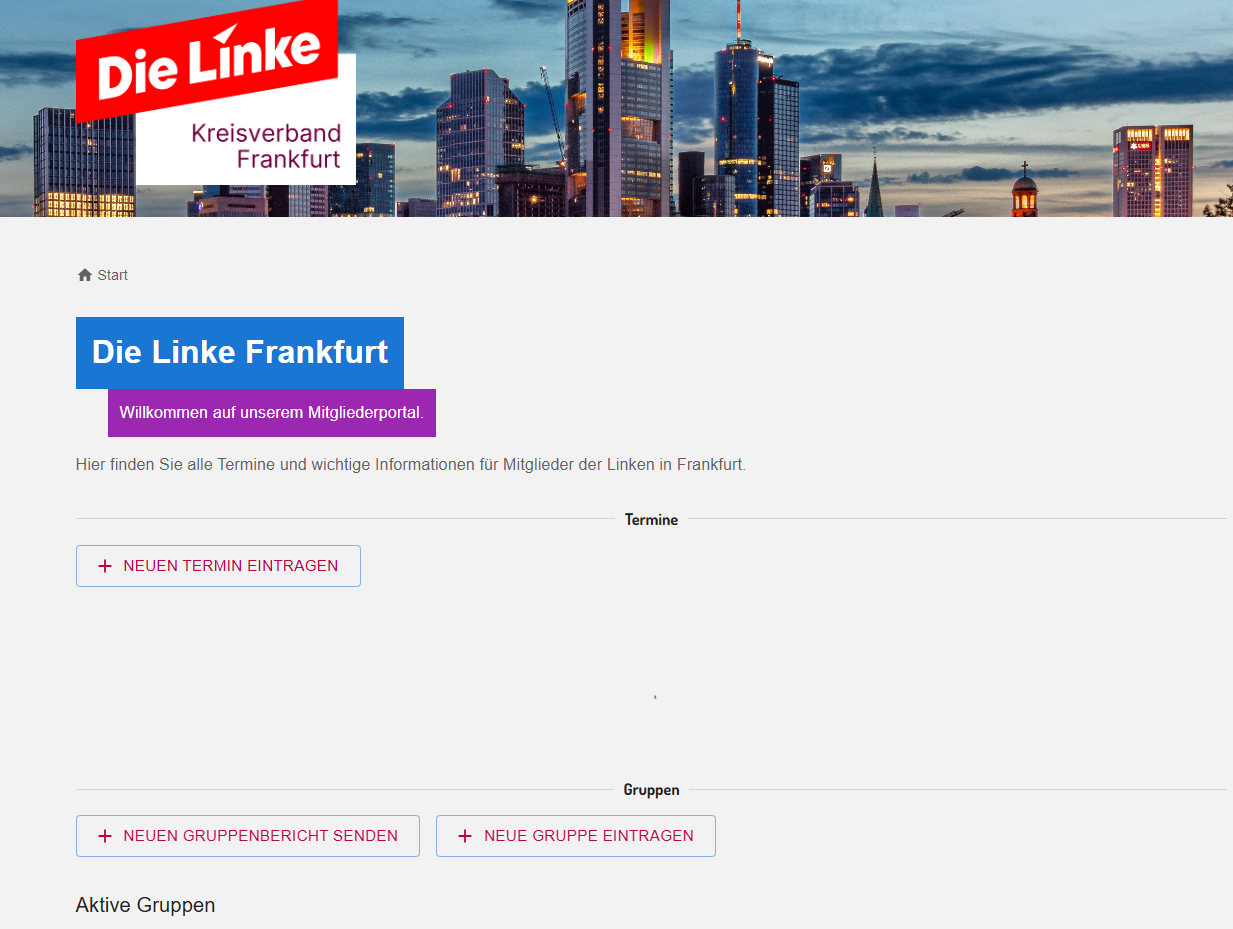 Die Linke
Kreisverband
Frankfurt
UBS
Start
Die Linke Frankfurt
Willkommen auf unserem Mitgliederportal.
Hier finden Sie alle Termine und wichtige Informationen für Mitglieder der Linken in Frankfurt.
Termine
+ NEUEN TERMIN EINTRAGEN
Gruppen
+ NEUEN GRUPPENBERICHT SENDEN
+ NEUE GRUPPE EINTRAGEN
Aktive Gruppen